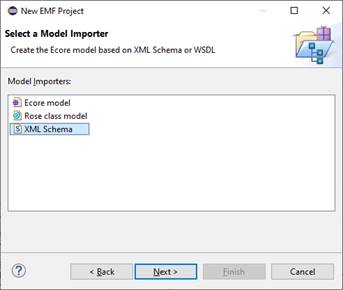 New EMF Project
Select a Model Importer
Create the Ecore model based on XML Schema or WSDL
Model Importers:
Ecore model
Rose class model
XML Schema
? < Back Next > Finish Cancel